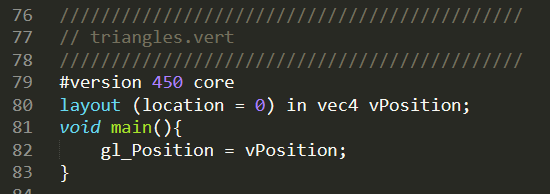 76 //////////////////////////////////////////////
77 // triangles.vert
78 //////////////////////////////////////////////
79 #version 450 core
80 layout (location = 0) in vec4 vPosition;
81 void main(){
82     gl_Position = vPosition;
83 }
84